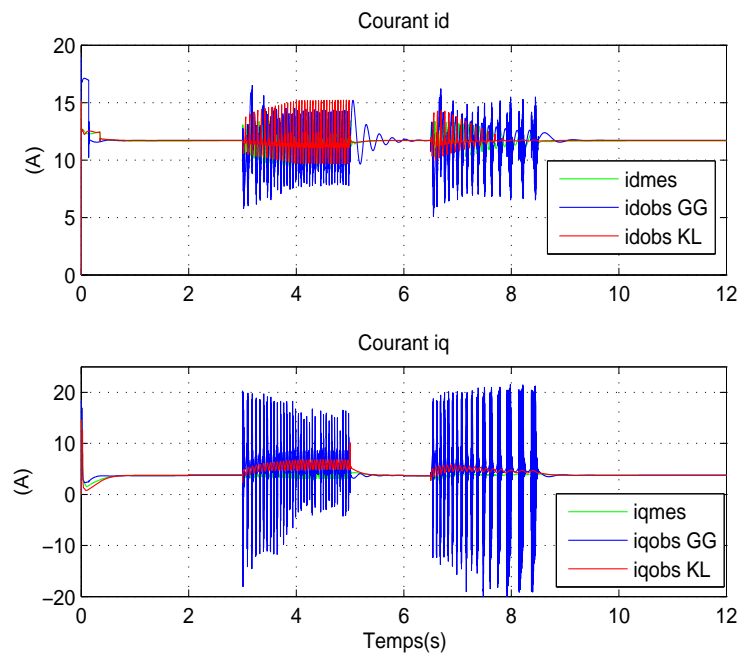 Courant id
20
15
10
5
0
(A)
0 2 4 6 8 10 12
idmes
idobs GG
idobs KL
Courant iq
20
10
0
−10
−20
(A)
0 2 4 6 8 10 12
Temps(s)
iqmes
iqobs GG
iqobs KL